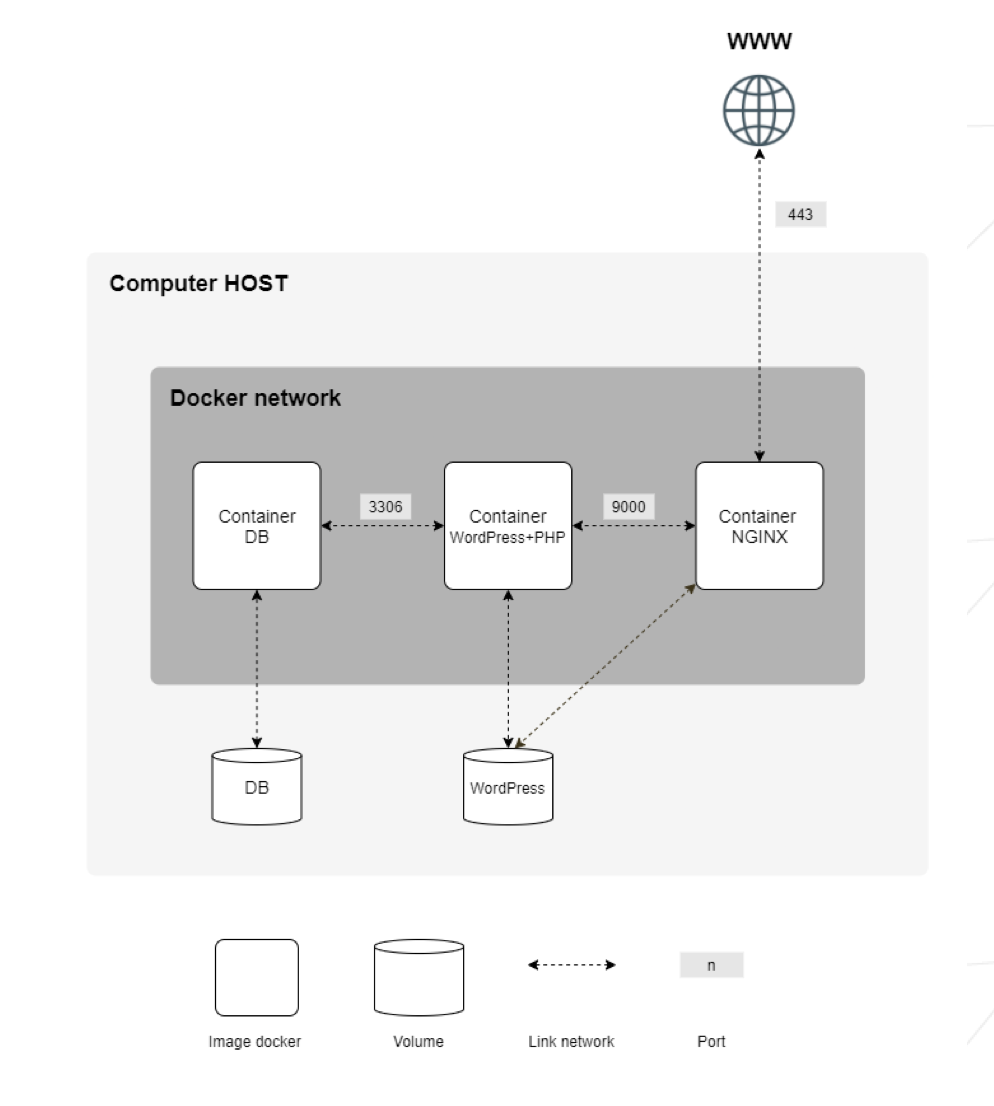 WWW
443
Computer HOST
Docker network
Container
DB
3306
Container
WordPress+PHP
9000
Container
NGINX
DB
WordPress
n
Image docker
Volume
Link network
Port